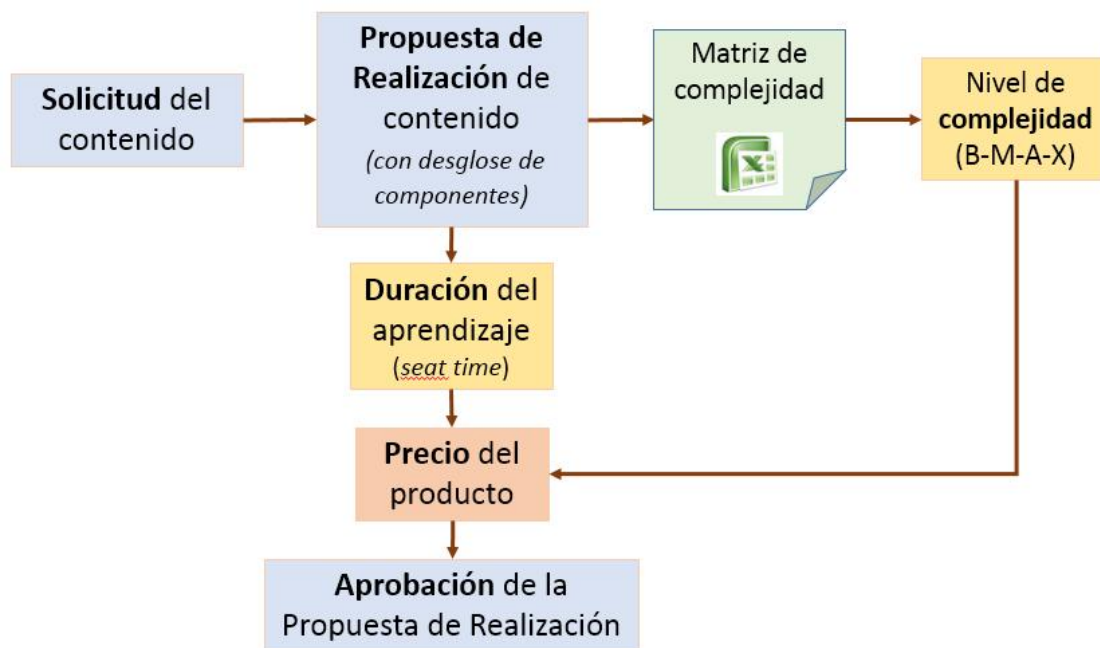 Solicitud del
contenido
Propuesta de
Realización de
contenido
(con desglose de
componentes)
Matriz de
complejidad
X
Nivel de
complejidad
(B-M-A-X)
Duración del
aprendizaje
(seat time)
Precio del
producto
Aprobación de la
Propuesta de Realización